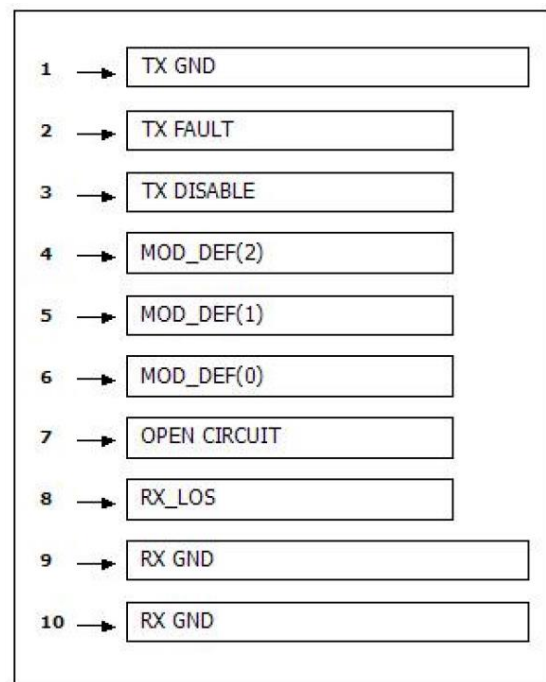 1 TX GND
2 TX FAULT
3 TX DISABLE
4 MOD_DEF(2)
5 MOD_DEF(1)
6 MOD_DEF(0)
7 OPEN CIRCUIT
8 RX_LOS
9 RX GND
10 RX GND